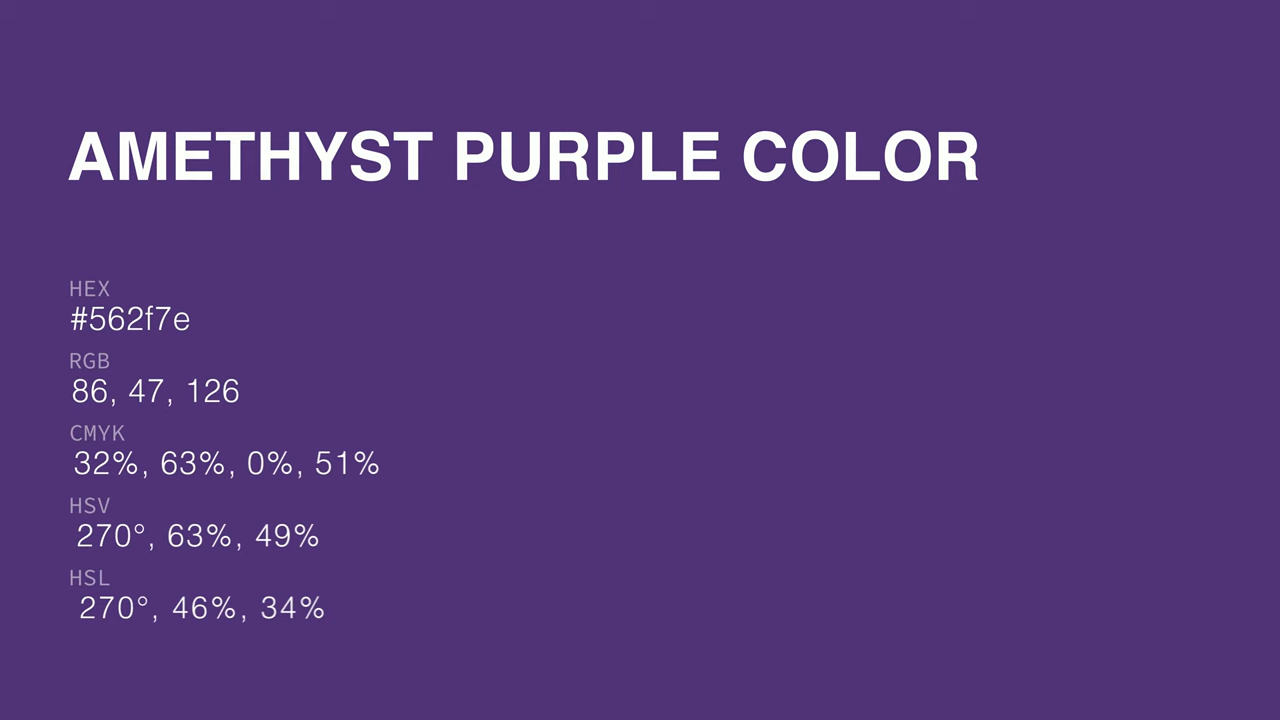 AMETHYST PURPLE COLOR
HEX
#562f7e
RGB
86, 47, 126
CMYK
32%, 63%, 0%, 51%
HSV
270°, 63%, 49%
HSL
270°, 46%, 34%